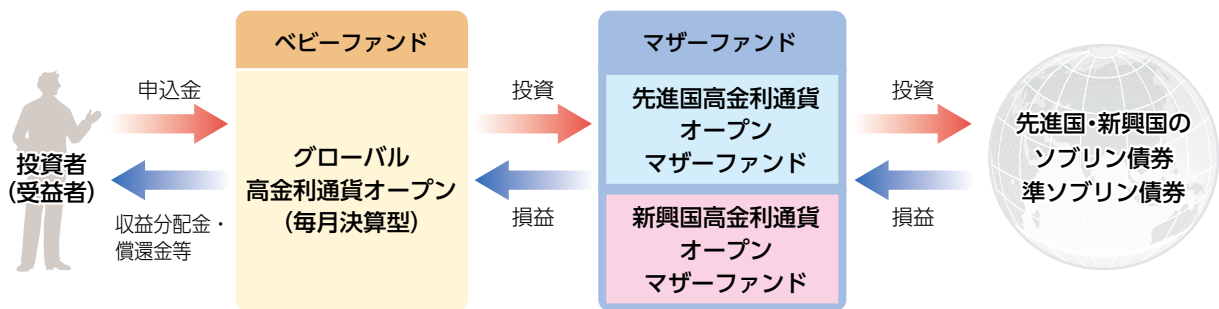 投資者
(受益者)
申込金
収益分配金・
償還金等
ベビーファンド
グローバル
高金利通貨オープン
(毎月決算型)
投資
損益
マザーファンド
先進国高金利通貨
オープン
マザーファンド
新興国高金利通貨
オープン
マザーファンド
投資
損益
先進国・新興国の
ソブリン債券
準ソブリン債券